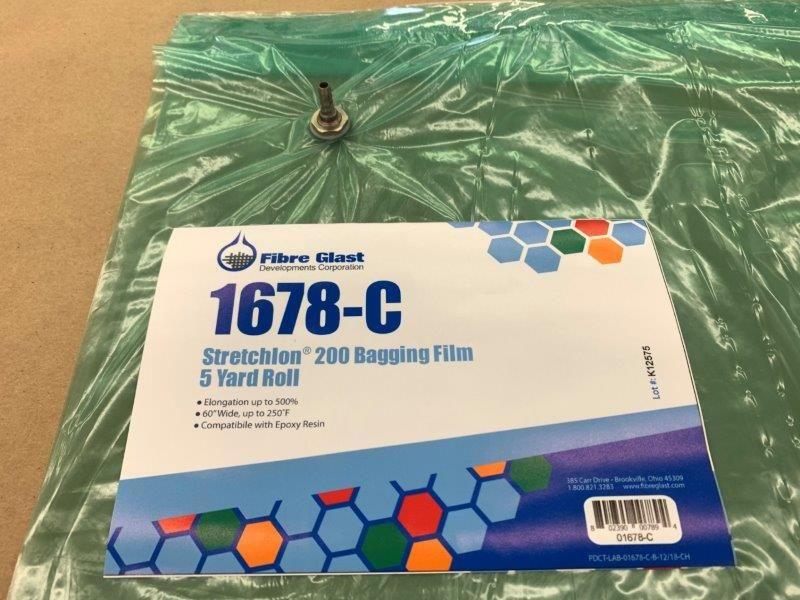 Fibre Glast
Developments Corporation
1678-C
Stretchlon® 200 Bagging Film
5 Yard Roll
• Elongation up to 500%
• 60" Wide, up to 250°F
• Compatibile with Epoxy Resin
Lot #: K12575
385 Carr Drive - Brookville, Ohio 45309
1.800.821.3283 www.fibreglast.com
8 02390 00789 4
01678-C
PDCT-LAB-01678-C-B-12/18-CH